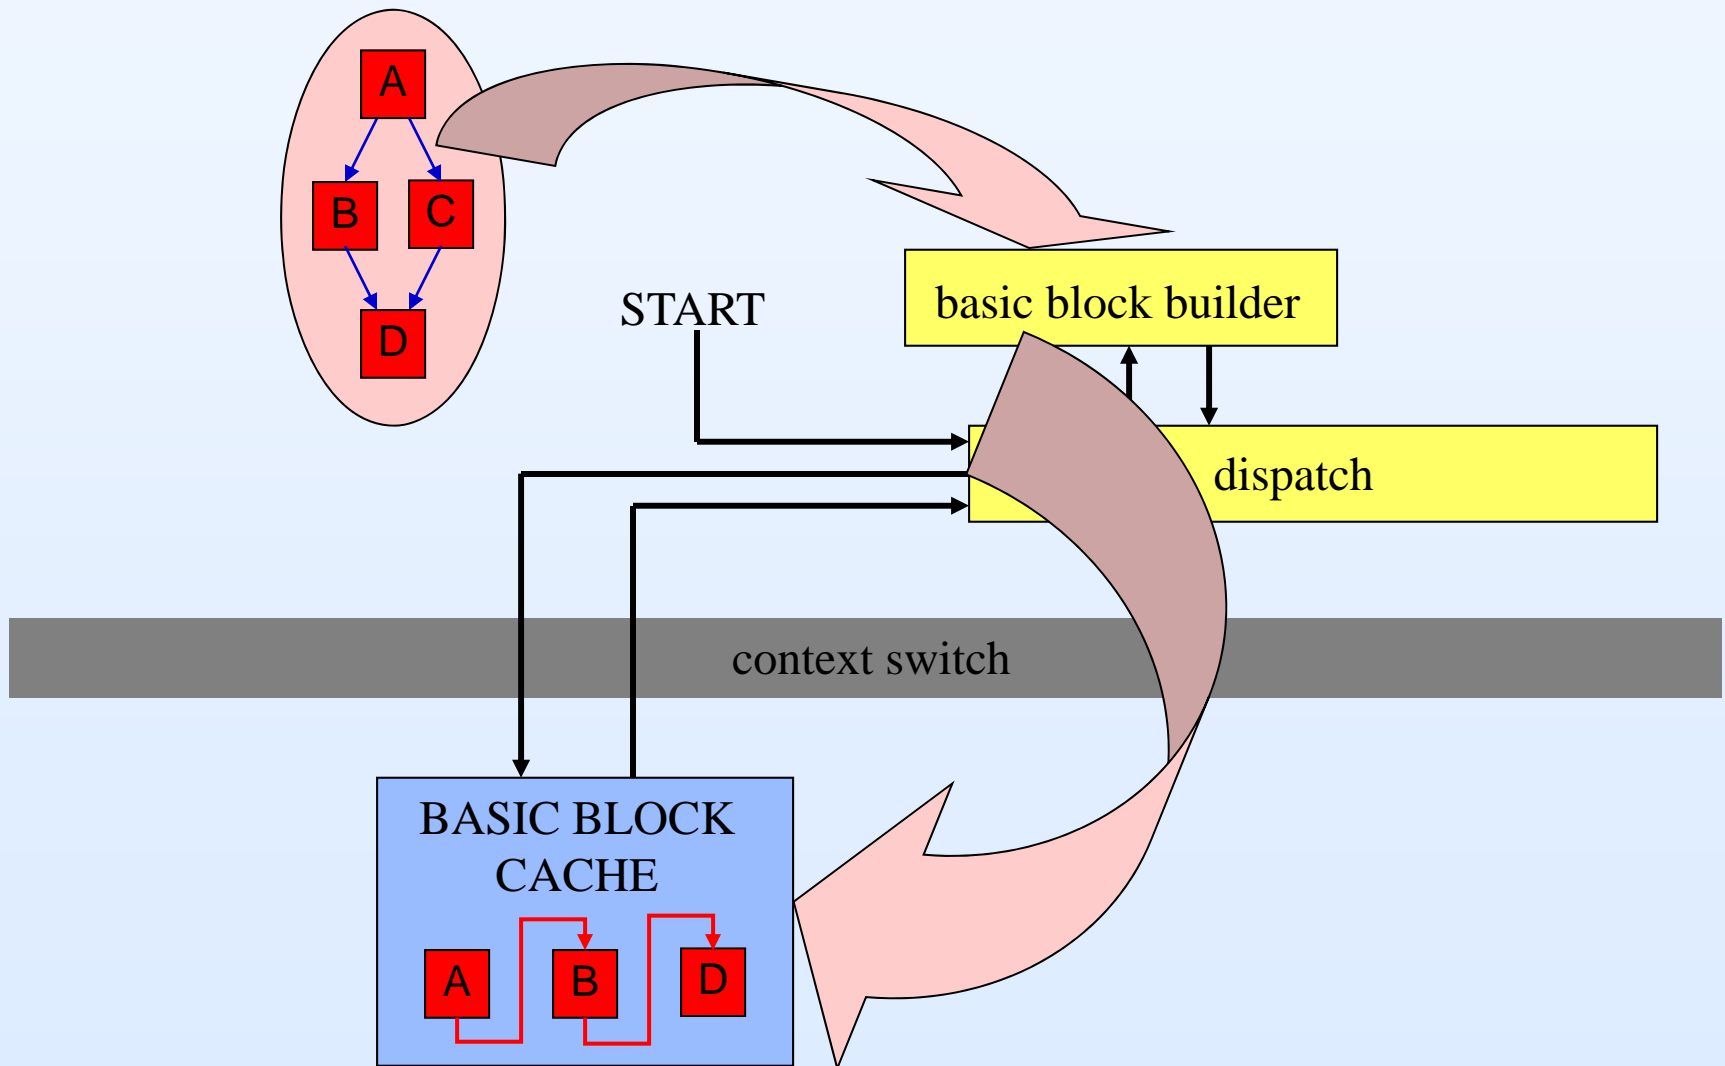 A
B C
D
START
basic block builder
dispatch
context switch
BASIC BLOCK
CACHE
A B D